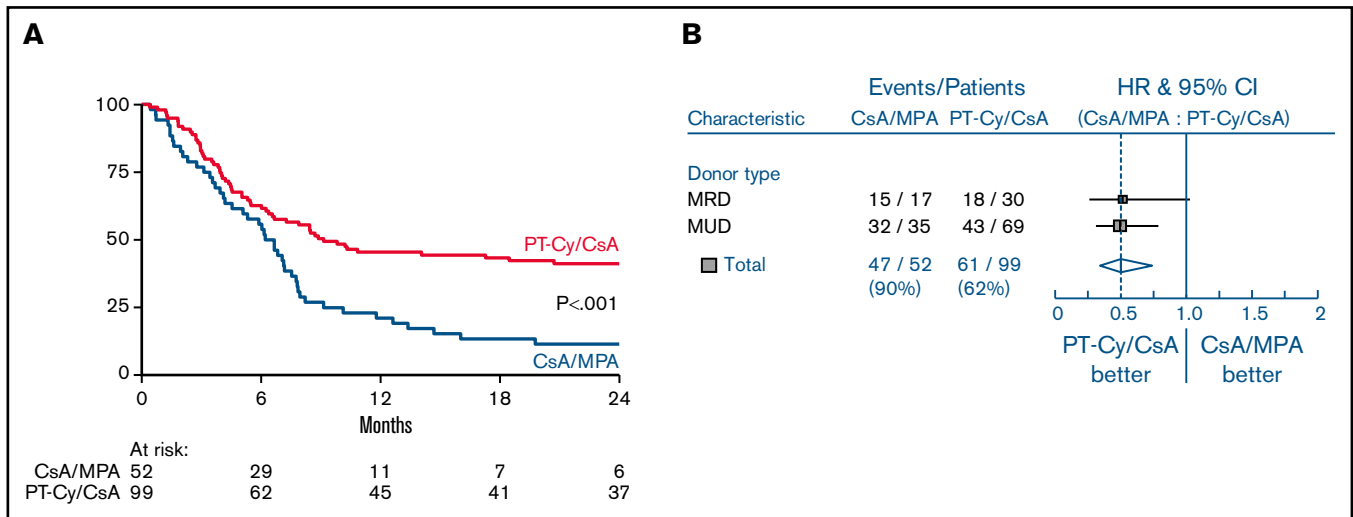 A
100
75
50
25
0
PT-Cy/CsA
P<.001
CsA/MPA
0 6 12 18 24
Months
At risk:
CsA/MPA 52 29 11 7 6
PT-Cy/CsA 99 62 45 41 37
B
Events/Patients HR & 95% CI
Characteristic CsA/MPA PT-Cy/CsA (CsA/MPA : PT-Cy/CsA)
Donor type
MRD 15 / 17 18 / 30
MUD 32 / 35 43 / 69
Total 47 / 52 61 / 99
(90%) (62%)
0 0.5 1.0 1.5 2
PT-Cy/CsA CsA/MPA
better better